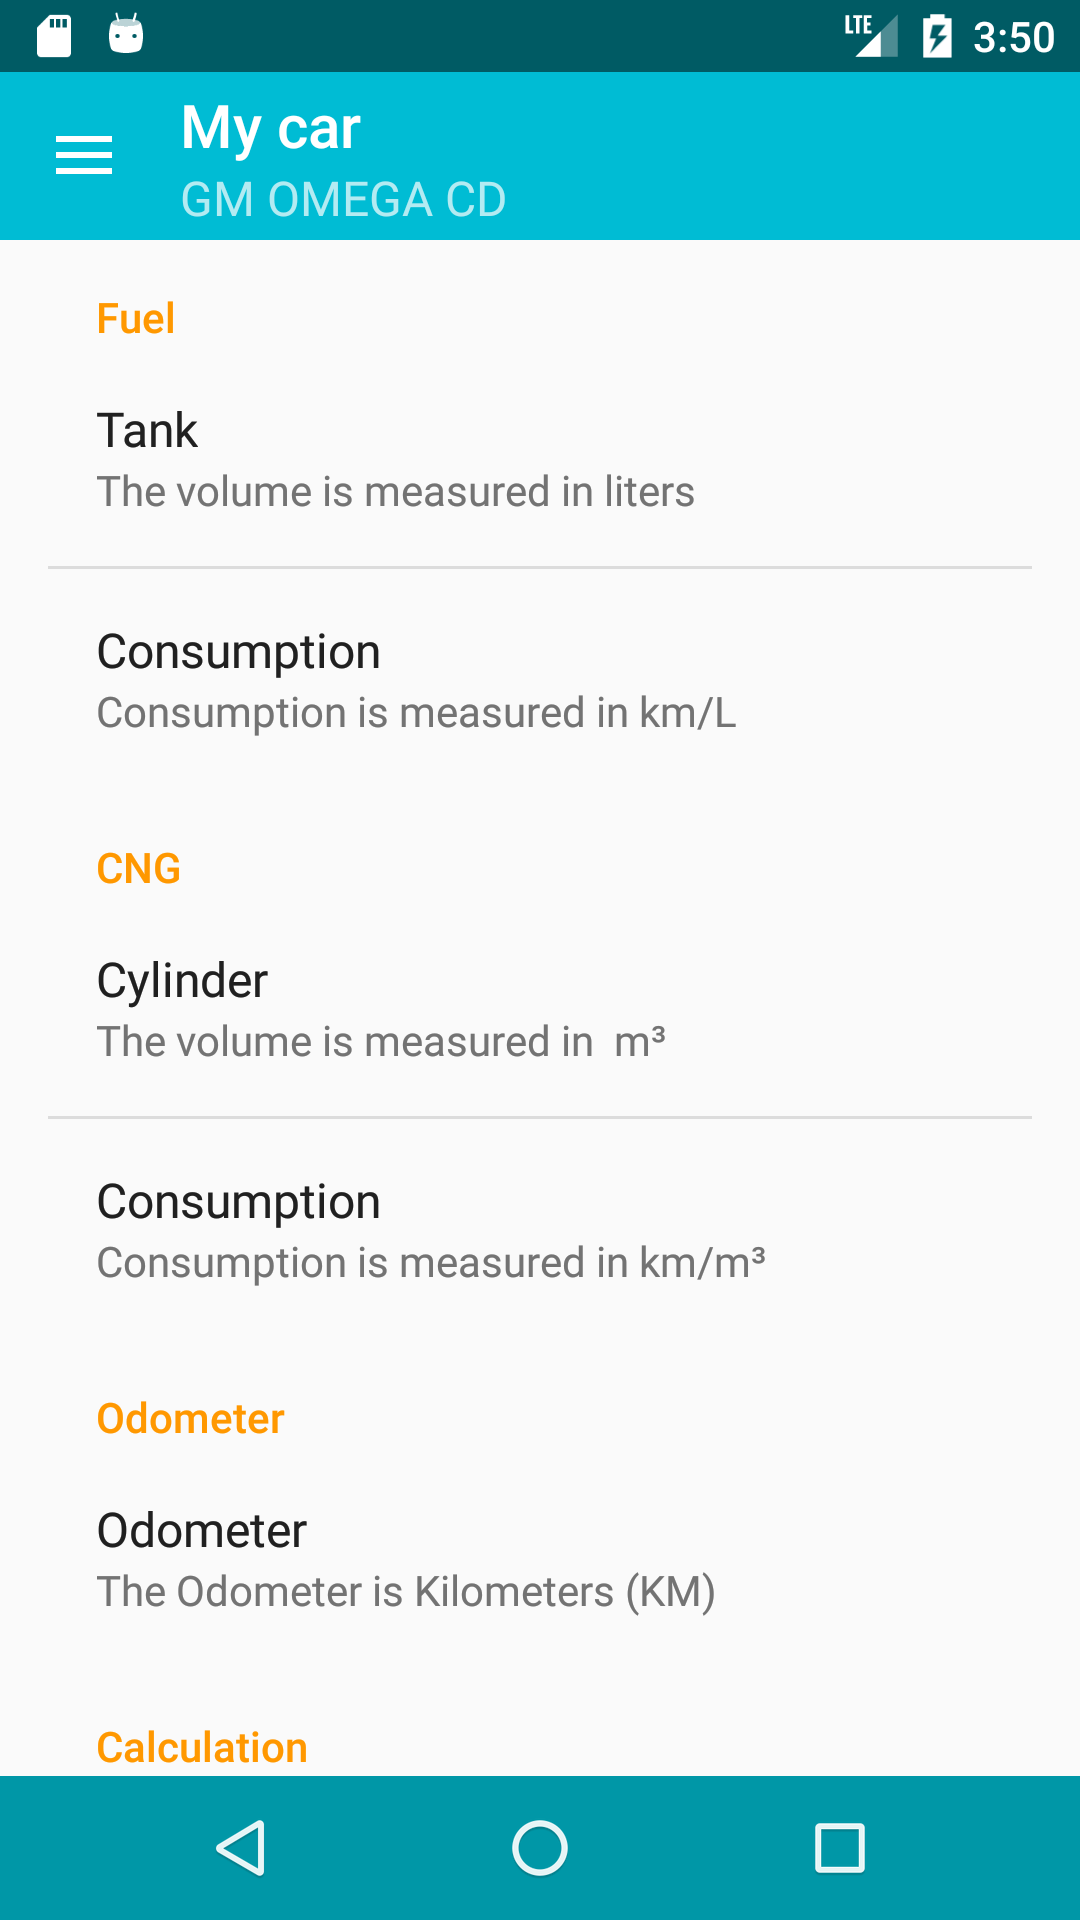 LTE 3:50
My car
GM OMEGA CD
Fuel
Tank
The volume is measured in liters
Consumption
Consumption is measured in km/L
CNG
Cylinder
The volume is measured in  m³
Consumption
Consumption is measured in km/m³
Odometer
Odometer
The Odometer is Kilometers (KM)
Calculation